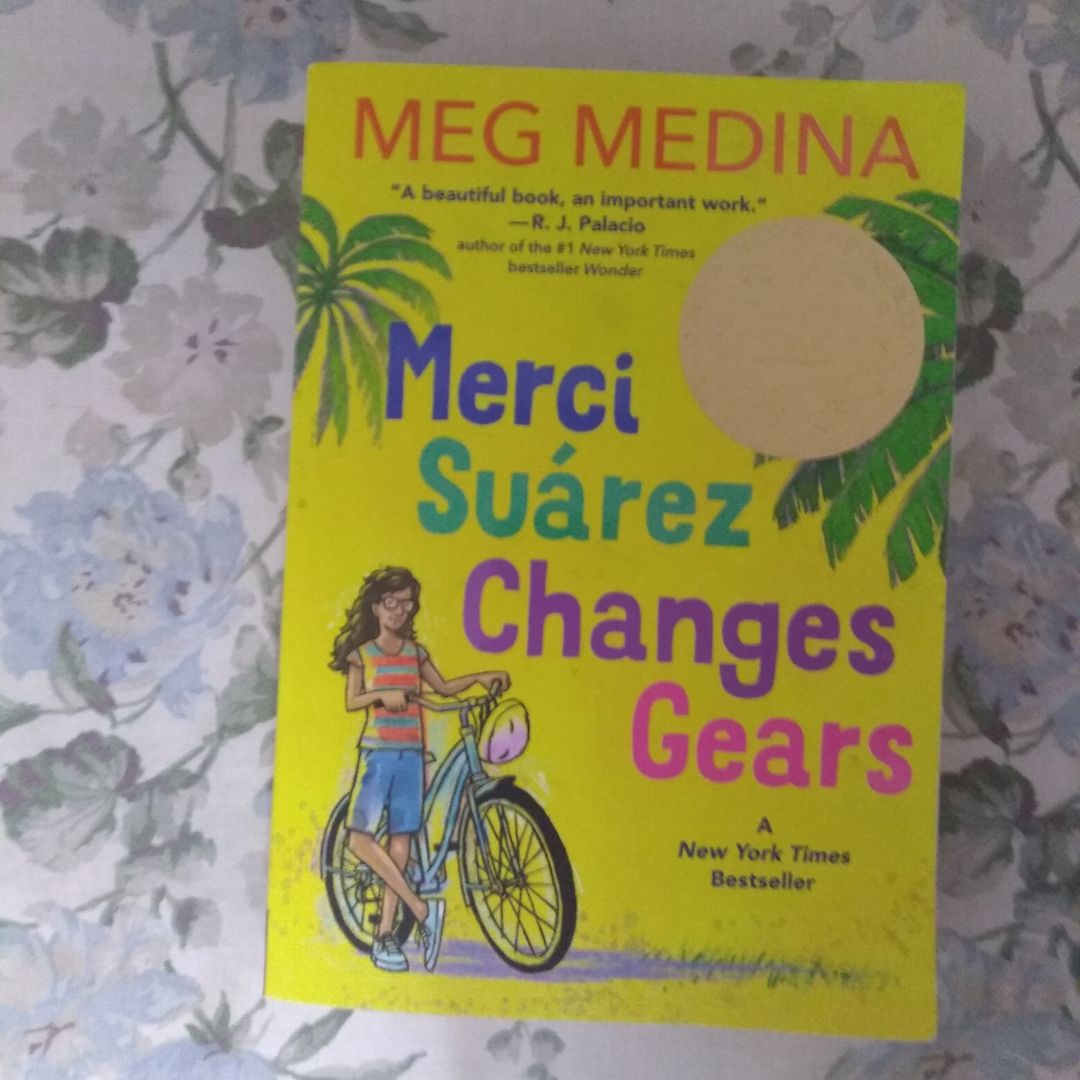 MEG MEDINA
"A beautiful book, an important work."
—R. J. Palacio
author of the #1 New York Times
bestseller Wonder
Merci
Suárez
Changes
Gears
A
New York Times
Bestseller